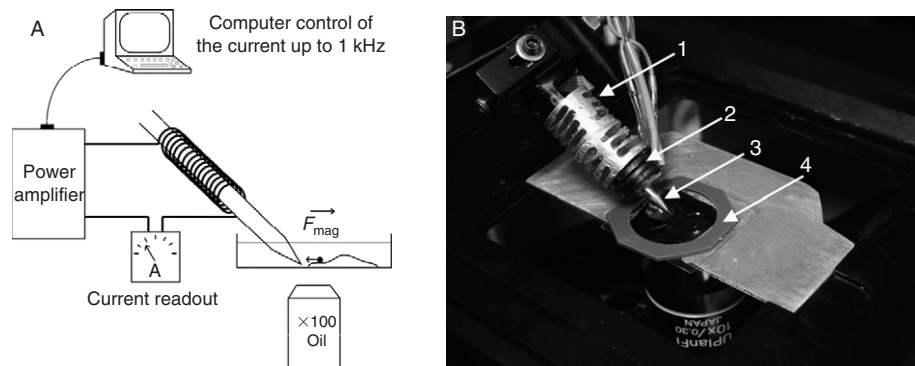 A
Computer control of
the current up to 1 kHz
Power
amplifier
F mag
A
Current readout
×100
Oil
B
1
2
3
4
UPlanFl
10x/0.30
JAPAN